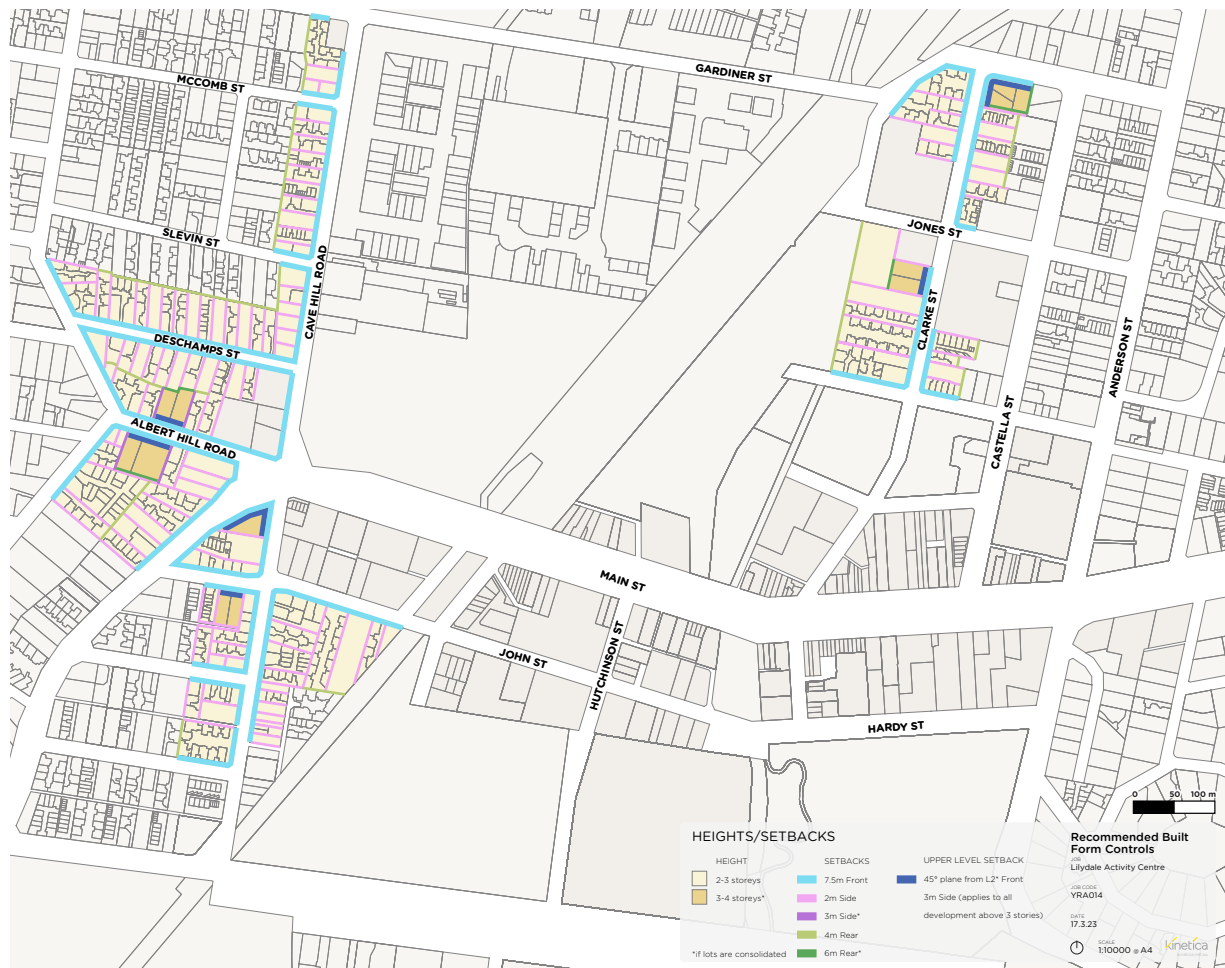 GARDINER ST
MCCOMB ST
SLEVIN ST
CAVE HILL ROAD
JONES ST
DESCHAMPS ST
CLARKE ST
ANDERSON ST
CASTELLA ST
ALBERT HILL ROAD
MAIN ST
JOHN ST
HUTCHINSON ST
HARDY ST
0 50 100 m
HEIGHTS/SETBACKS
HEIGHT
2-3 storeys
3-4 storeys*
*if lots are consolidated
SETBACKS
7.5m Front
2m Side
3m Side*
4m Rear
6m Rear*
UPPER LEVEL SETBACK
45° plane from L2* Front
3m Side (applies to all
development above 3 stories)
Recommended Built
Form Controls
JOB
Lilydale Activity Centre
JOB CODE
YRA014
DATE
17.3.23
SCALE
1:10000 @ A4
kinetica